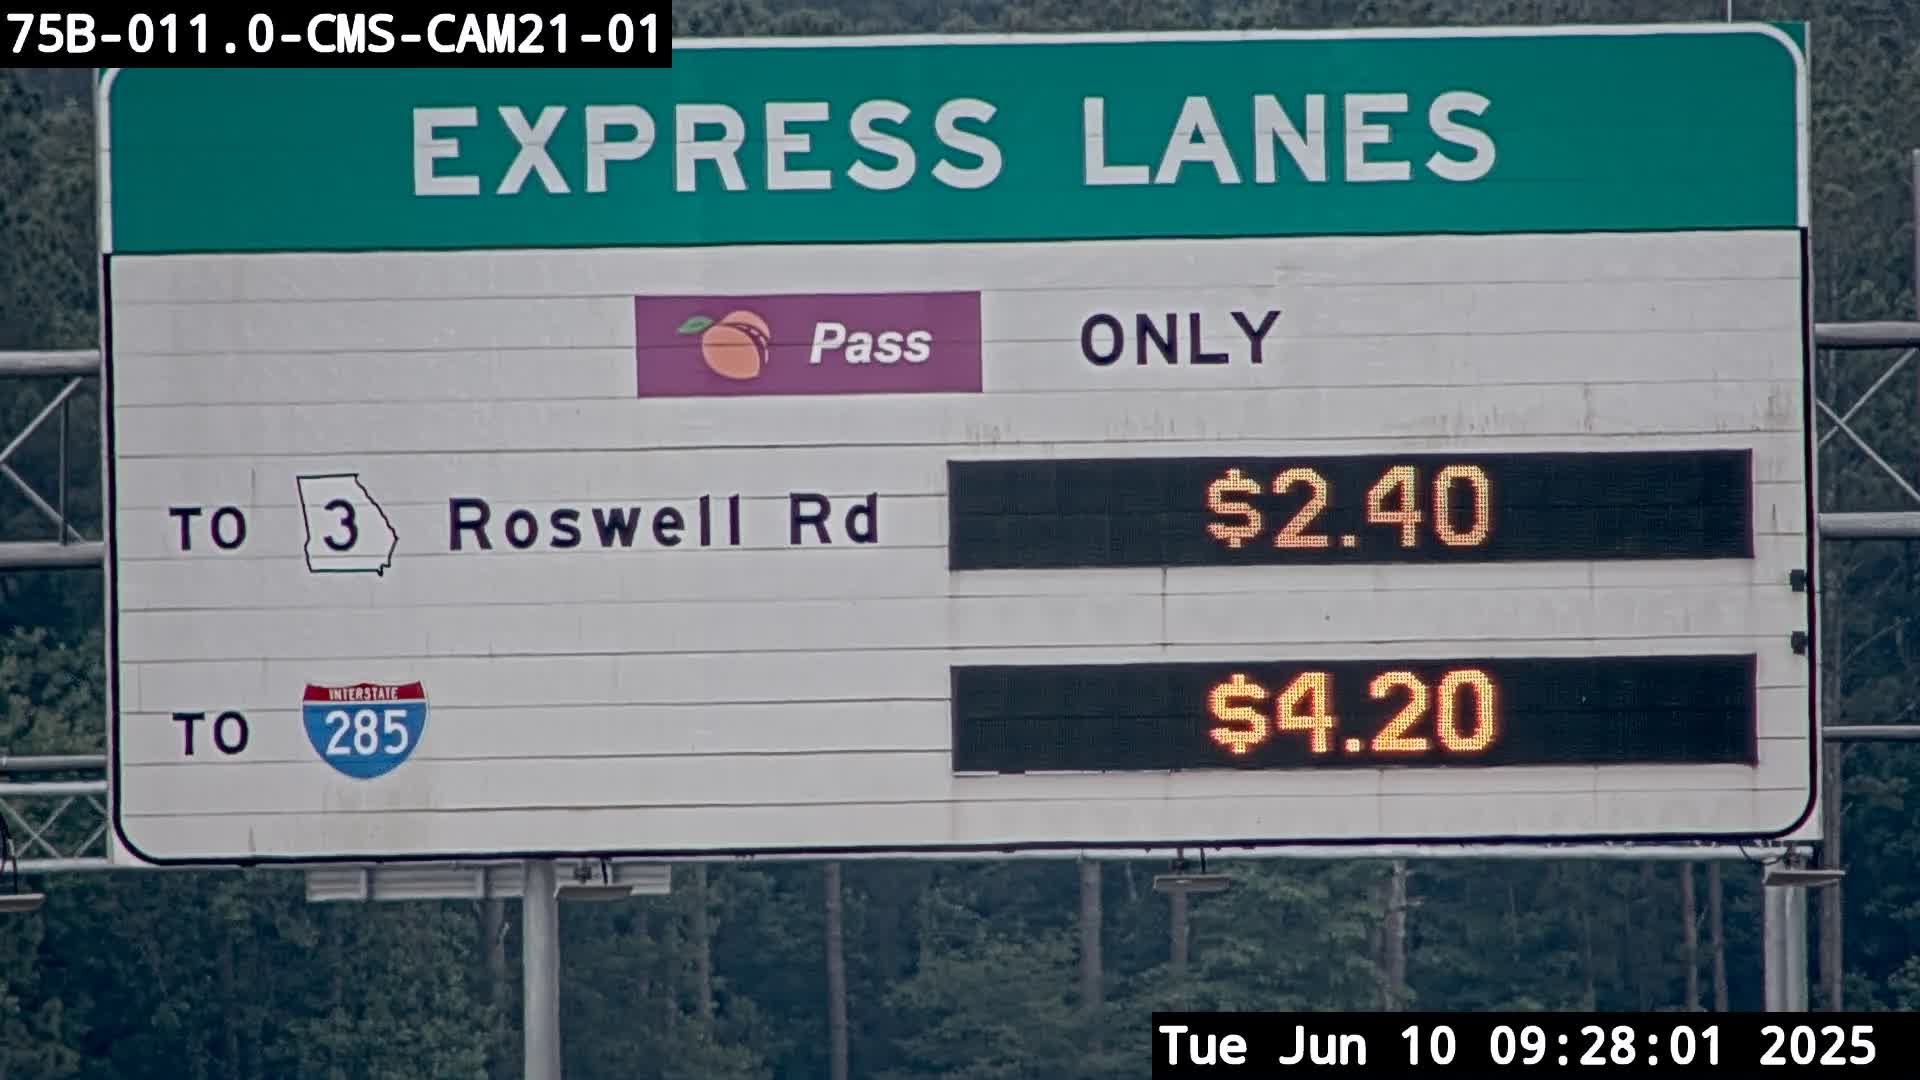 75B-011.0-CMS-CAM21-01
EXPRESS LANES
Pass ONLY
TO 3 Roswell Rd $2.40
TO INTERSTATE 285 $4.20
Tue Jun 10 09:28:01 2025